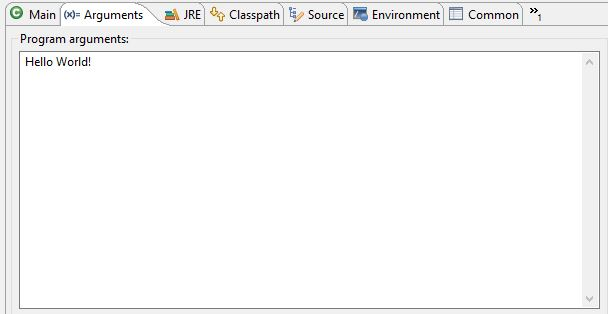 Main (x)= Arguments JRE Classpath Source Environment Common »1
Program arguments:
Hello World!